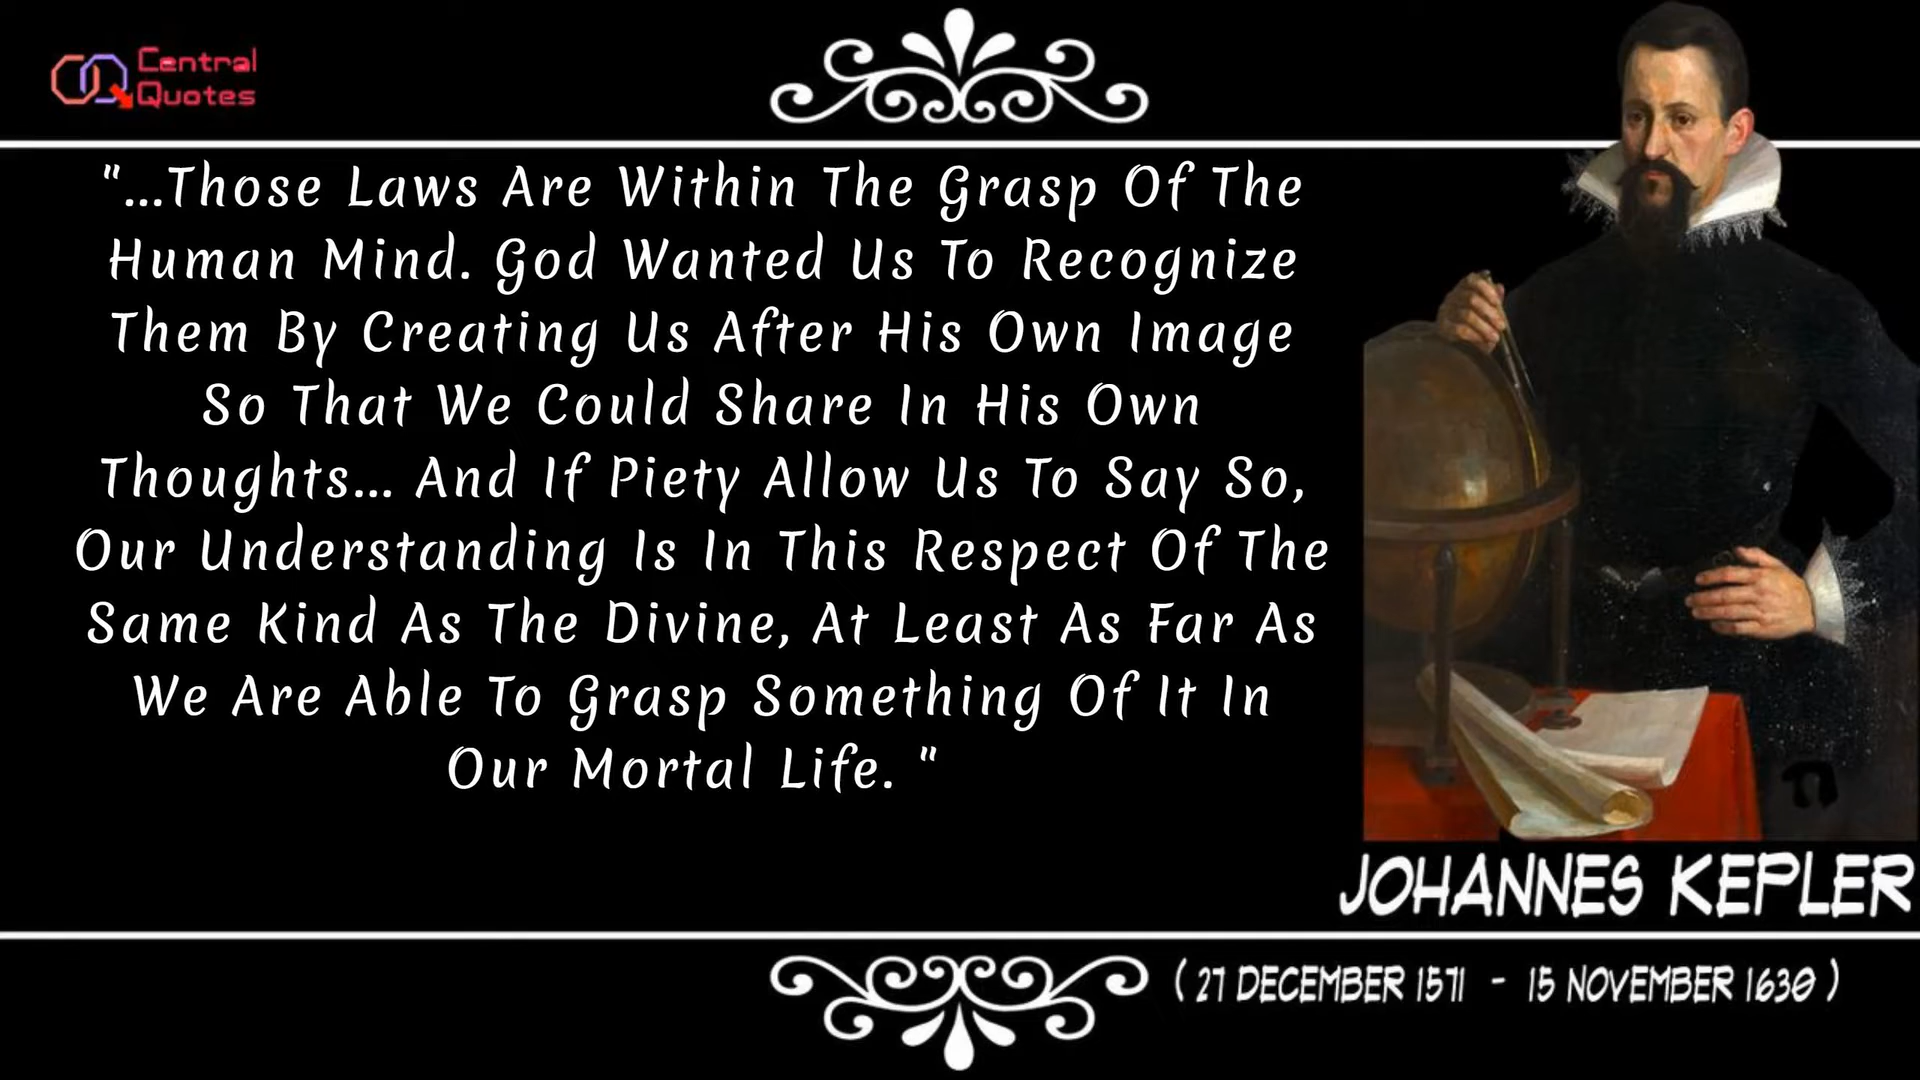 Central
Quotes
"...Those Laws Are Within The Grasp Of The
Human Mind. God Wanted Us To Recognize
Them By Creating Us After His Own Image
So That We Could Share In His Own
Thoughts... And If Piety Allow Us To Say So,
Our Understanding Is In This Respect Of The
Same Kind As The Divine, At Least As Far As
We Are Able To Grasp Something Of It In
Our Mortal Life. "
JOHANNES KEPLER
( 27 DECEMBER 1571 - 15 NOVEMBER 1630 )